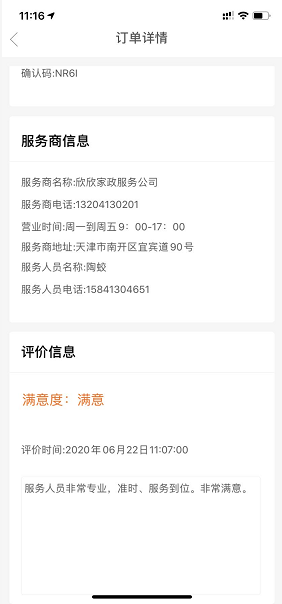 11:16
订单详情
确认码:NR6I
服务商信息
服务商名称:欣欣家政服务公司
服务商电话:13204130201
营业时间:周一到周五9：00-17：00
服务商地址:天津市南开区宜宾道90号
服务人员名称:陶蛟
服务人员电话:15841304651
评价信息
满意度：满意
评价时间:2020年06月22日11:07:00
服务人员非常专业，准时、服务到位。非常满意。